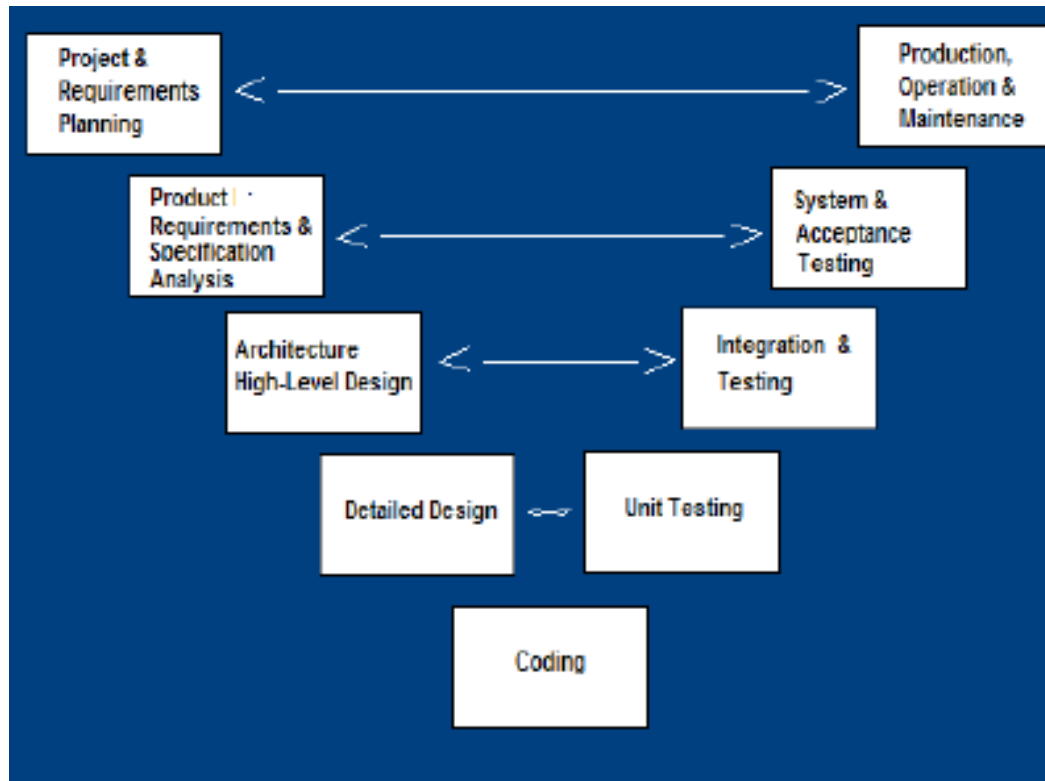 Project &
Requirements
Planning
Production,
Operation &
Maintenance
Product
Requirements &
Specification
Analysis
System &
Acceptance
Testing
Architecture
High-Level Design
Integration &
Testing
Detailed Design
Unit Testing
Coding